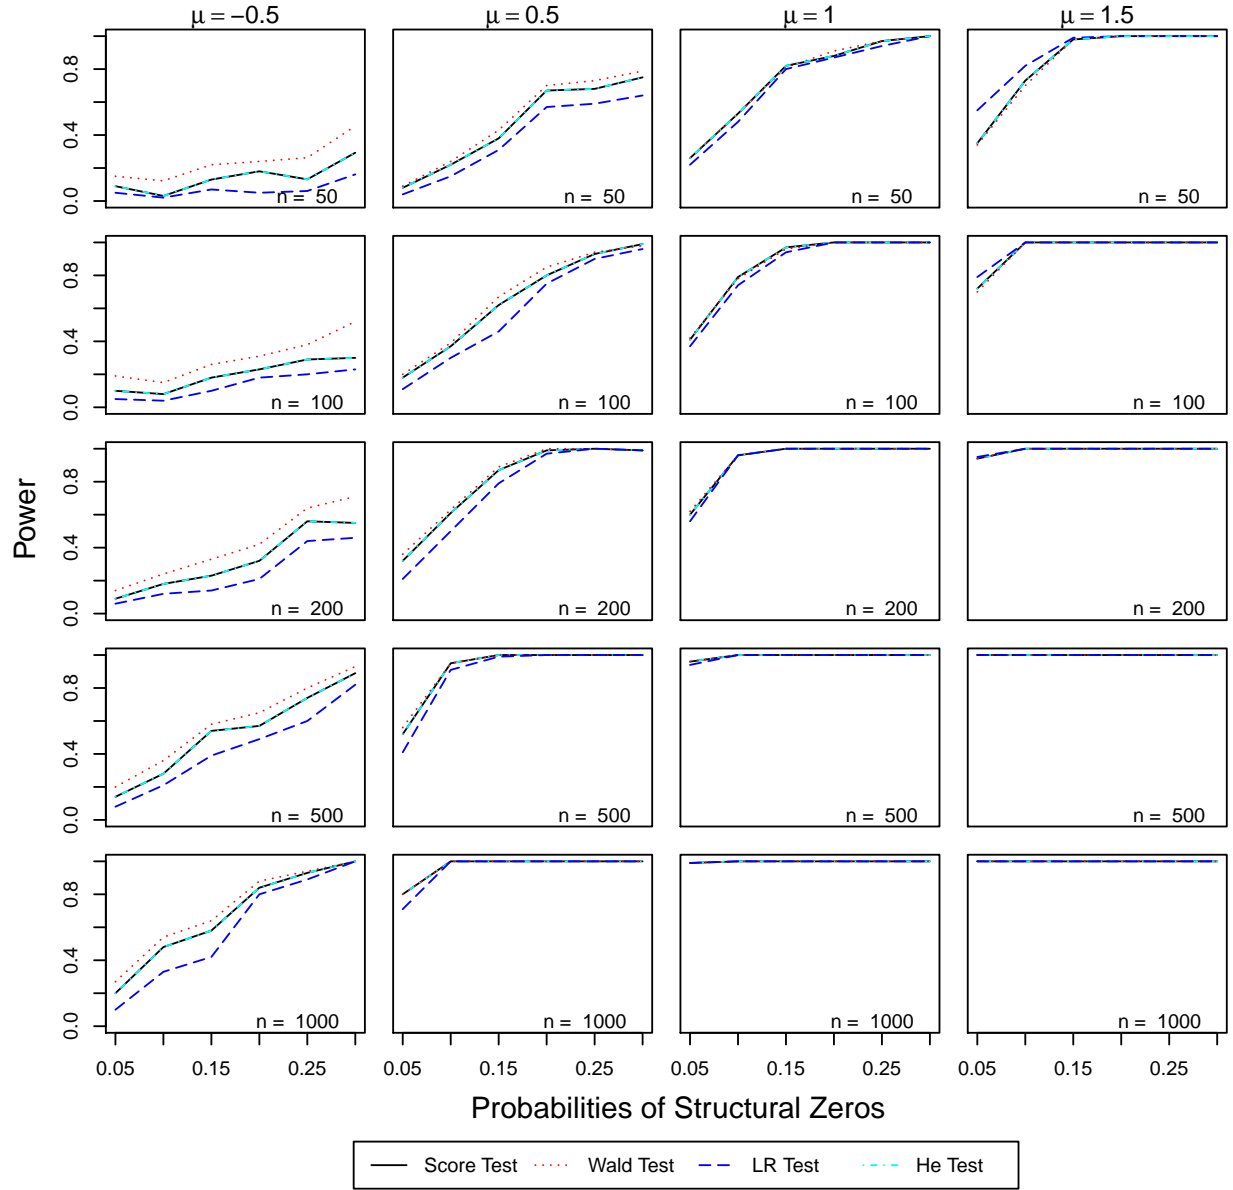 μ = −0.5 μ = 0.5 μ = 1 μ = 1.5
0.8
0.4
0.0
n = 50 n = 50 n = 50 n = 50
0.8
0.4
0.0
n = 100 n = 100 n = 100 n = 100
Power
0.8
0.4
0.0
n = 200 n = 200 n = 200 n = 200
0.8
0.4
0.0
n = 500 n = 500 n = 500 n = 500
0.8
0.4
0.0
n = 1000 n = 1000 n = 1000 n = 1000
0.05 0.15 0.25 0.05 0.15 0.25 0.05 0.15 0.25 0.05 0.15 0.25
Probabilities of Structural Zeros
Score Test Wald Test LR Test He Test